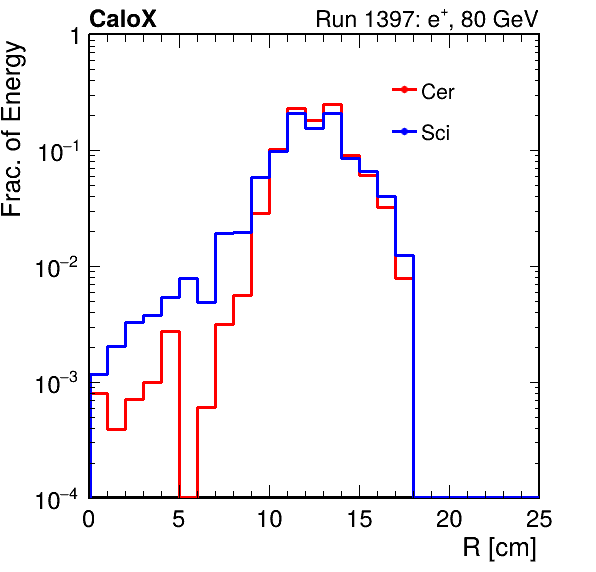 CaloX Run 1397: e⁺, 80 GeV
Frac. of Energy
1
10⁻¹
10⁻²
10⁻³
10⁻⁴
Cer
Sci
0 5 10 15 20 25
R [cm]